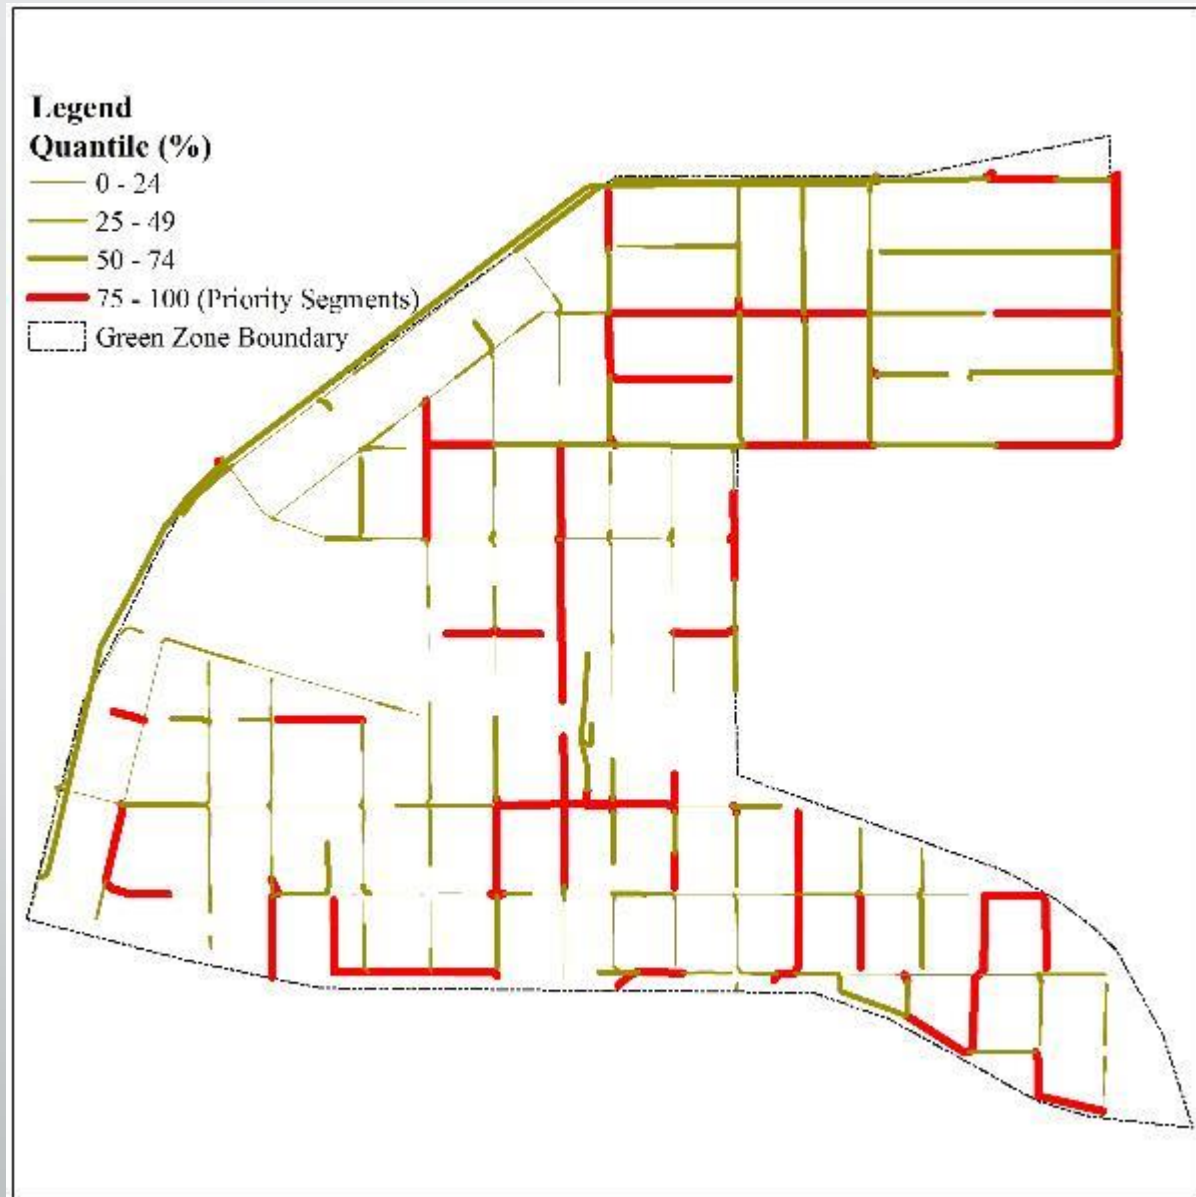 Legend
Quantile (%)
0 - 24
25 - 49
50 - 74
75 - 100 (Priority Segments)
Green Zone Boundary